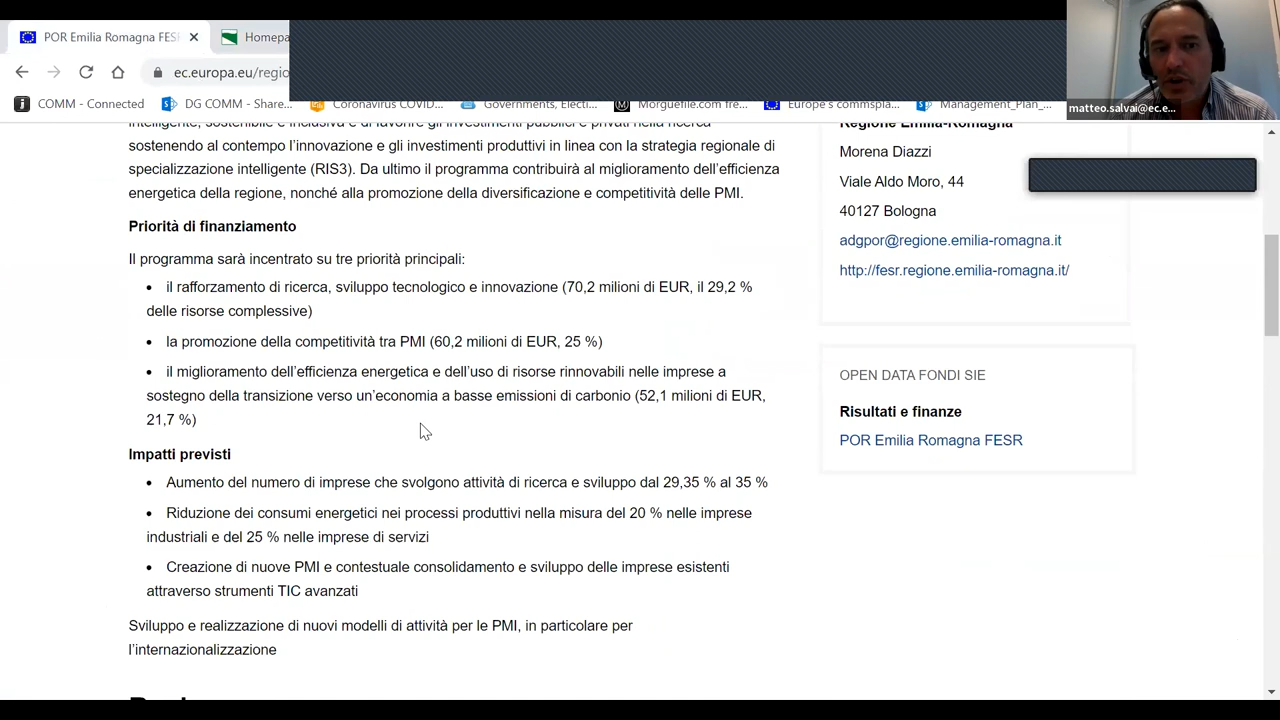 POR Emilia Romagna FES
Homepa
ec.europa.eu/regio
COMM - Connected
DG COMM - Share...
Coronavirus COVID...
Governments, Electi...
Morguefile.com fre...
Europe's commspla...
Management_Plan_...
matteo.salvai@ec.e...
intelligente, sostenibile e inclusiva e di favorire gli investimenti pubblici e privati nella ricerca
sostenendo al contempo l’innovazione e gli investimenti produttivi in linea con la strategia regionale di
specializzazione intelligente (RIS3). Da ultimo il programma contribuirà al miglioramento dell’efficienza
energetica della regione, nonché alla promozione della diversificazione e competitività delle PMI.
Priorità di finanziamento
Il programma sarà incentrato su tre priorità principali:
• il rafforzamento di ricerca, sviluppo tecnologico e innovazione (70,2 milioni di EUR, il 29,2 %
delle risorse complessive)
• la promozione della competitività tra PMI (60,2 milioni di EUR, 25 %)
• il miglioramento dell’efficienza energetica e dell’uso di risorse rinnovabili nelle imprese a
sostegno della transizione verso un’economia a basse emissioni di carbonio (52,1 milioni di EUR,
21,7 %)
Impatti previsti
• Aumento del numero di imprese che svolgono attività di ricerca e sviluppo dal 29,35 % al 35 %
• Riduzione dei consumi energetici nei processi produttivi nella misura del 20 % nelle imprese
industriali e del 25 % nelle imprese di servizi
• Creazione di nuove PMI e contestuale consolidamento e sviluppo delle imprese esistenti
attraverso strumenti TIC avanzati
Sviluppo e realizzazione di nuovi modelli di attività per le PMI, in particolare per
l’internazionalizzazione
Regione Emilia-Romagna
Morena Diazzi
Viale Aldo Moro, 44
40127 Bologna
adgpor@regione.emilia-romagna.it
http://fesr.regione.emilia-romagna.it/
OPEN DATA FONDI SIE
Risultati e finanze
POR Emilia Romagna FESR